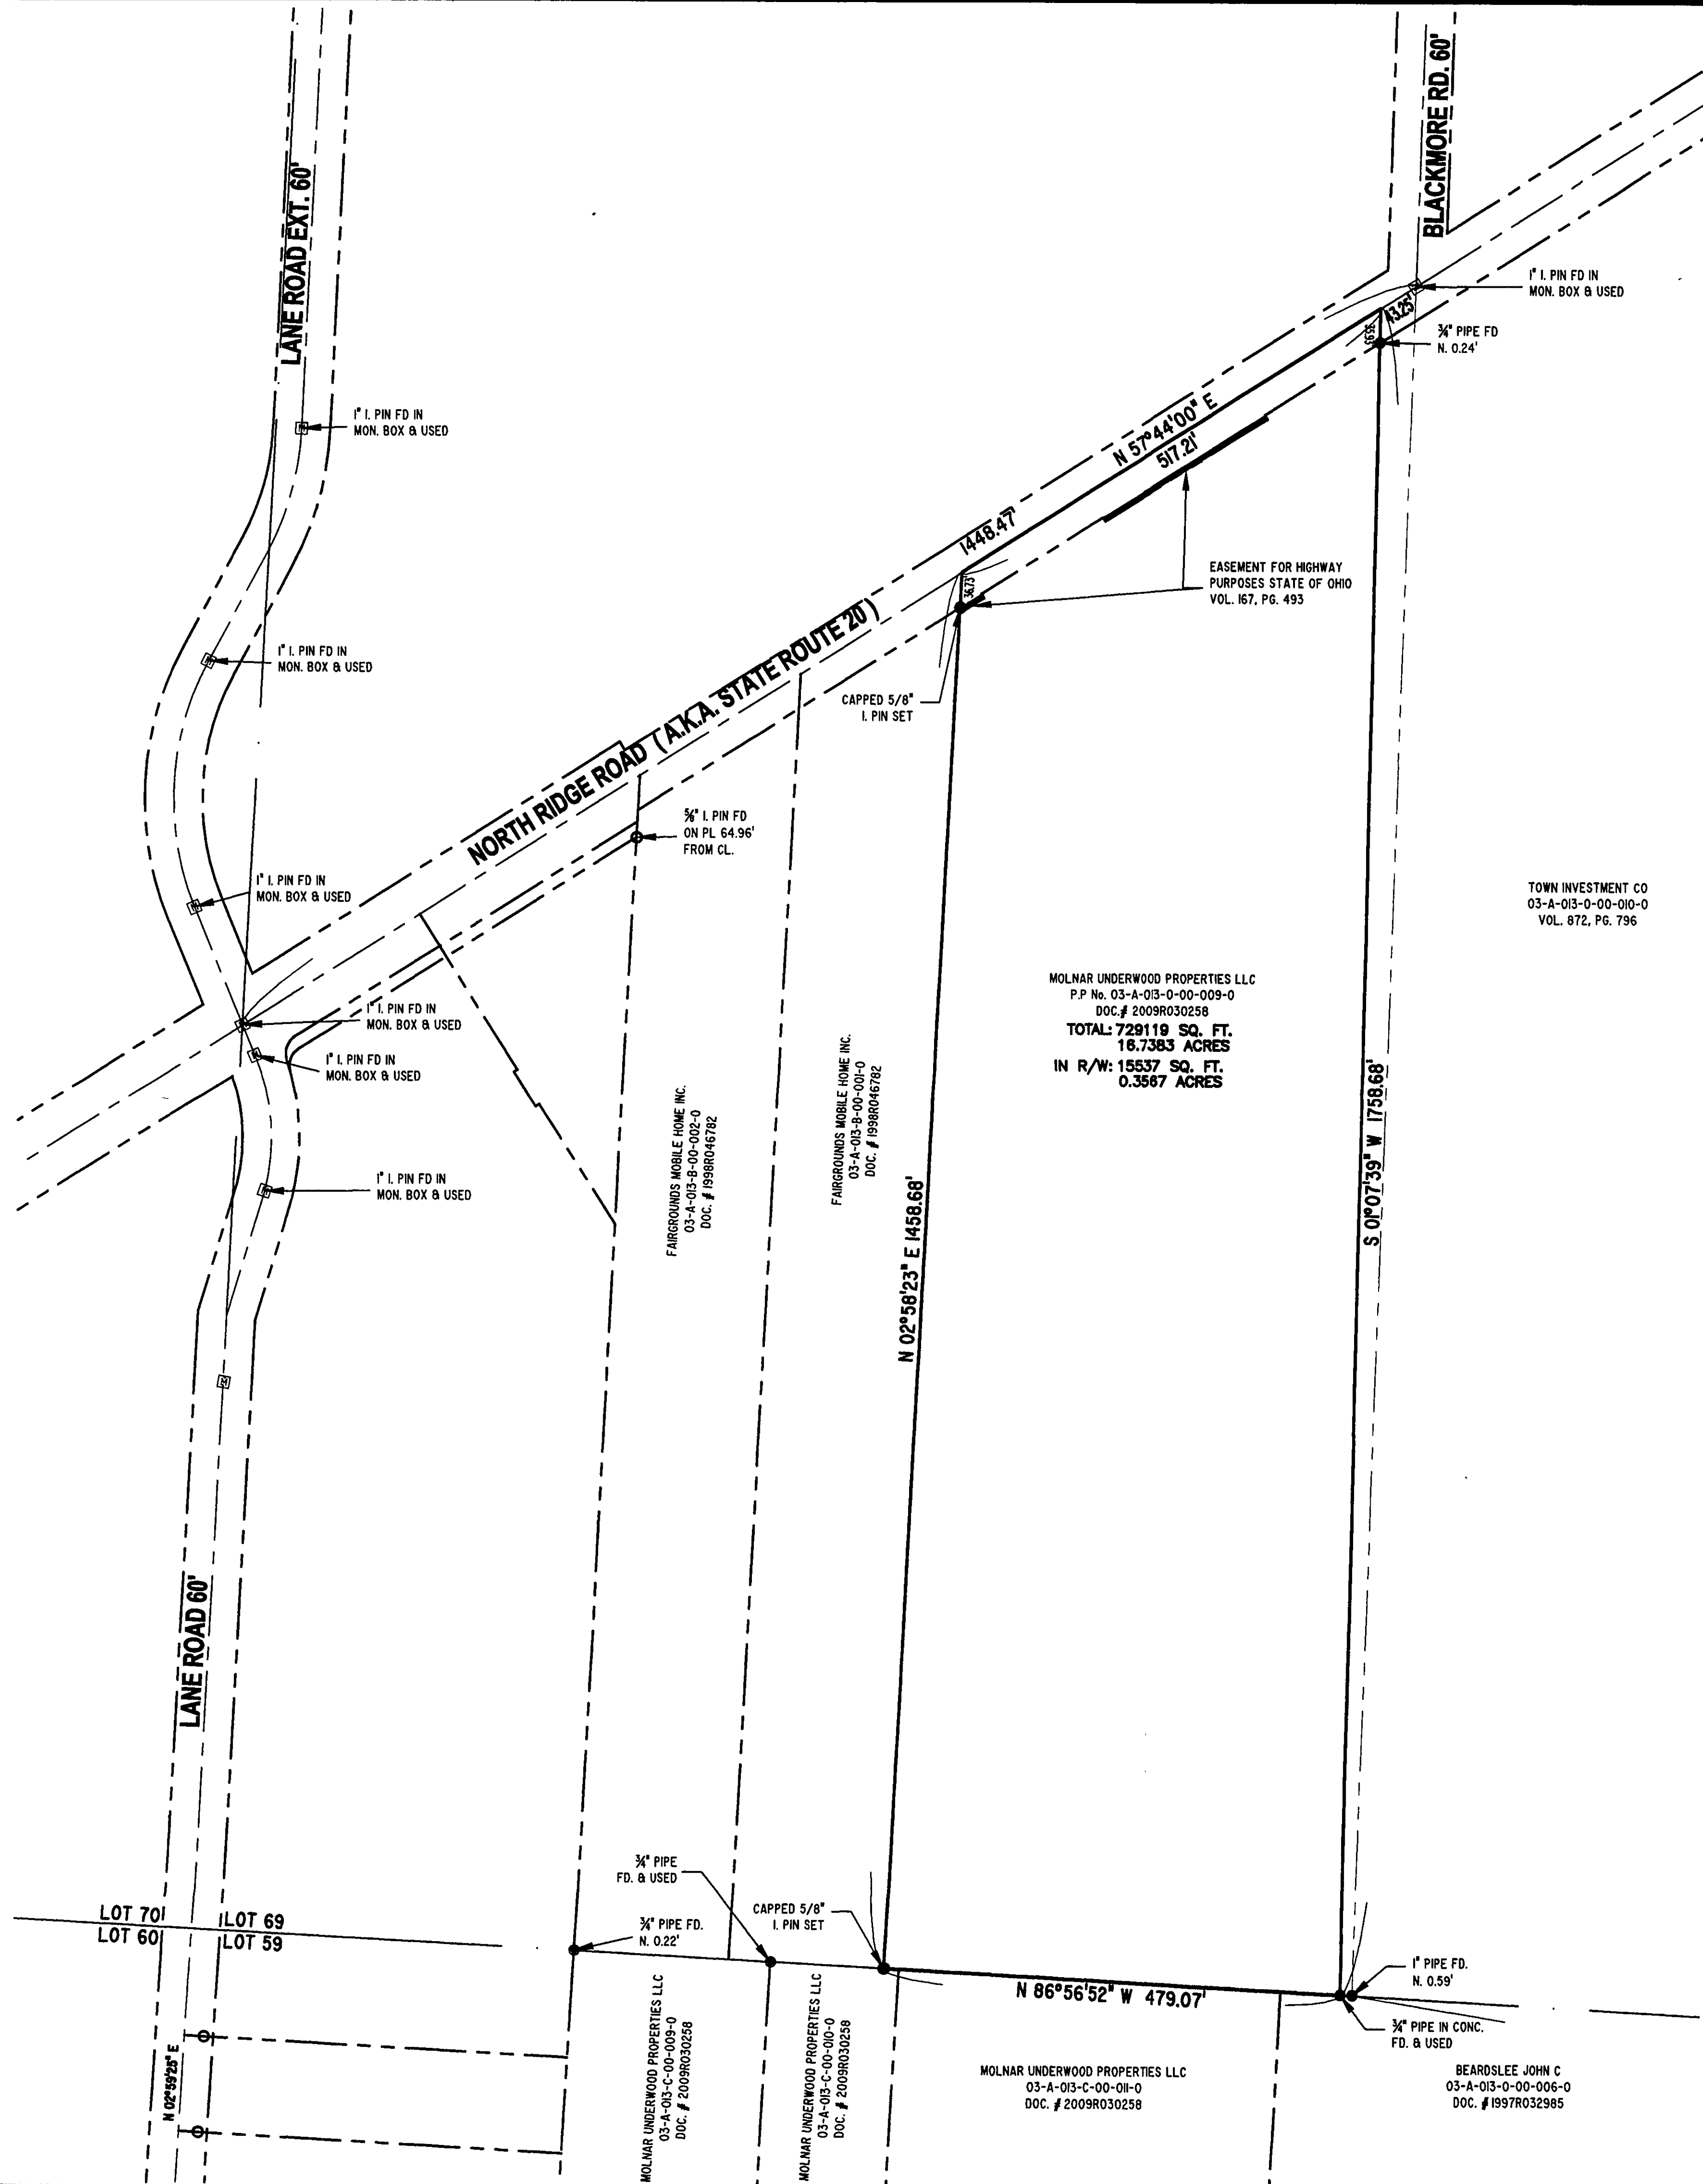 LANE ROAD EXT. 60'
BLACKMORE RD. 60'
1" I. PIN FD IN
MON. BOX & USED
43.25'
35.93
¾" PIPE FD
N. 0.24'
1" I. PIN FD IN
MON. BOX & USED
N 57°44'00" E
517.21'
1448.47'
EASEMENT FOR HIGHWAY
PURPOSES STATE OF OHIO
VOL. 167, PG. 493
36.73'
1" I. PIN FD IN
MON. BOX & USED
NORTH RIDGE ROAD (A.K.A. STATE ROUTE 20)
CAPPED 5/8"
I. PIN SET
⅝" I. PIN FD
ON PL 64.96'
FROM CL.
1" I. PIN FD IN
MON. BOX & USED
TOWN INVESTMENT CO
03-A-013-0-00-010-0
VOL. 872, PG. 796
MOLNAR UNDERWOOD PROPERTIES LLC
P.P No. 03-A-013-0-00-009-0
DOC.# 2009R030258
TOTAL: 729119 SQ. FT.
16.7383 ACRES
IN R/W: 15537 SQ. FT.
0.3567 ACRES
1" I. PIN FD IN
MON. BOX & USED
1" I. PIN FD IN
MON. BOX & USED
1" I. PIN FD IN
MON. BOX & USED
FAIRGROUNDS MOBILE HOME INC.
03-A-013-B-00-002-0
DOC. # 1998R046782
FAIRGROUNDS MOBILE HOME INC.
03-A-013-B-00-001-0
DOC. # 1998R046782
N 02°58'23" E 1458.68'
S 01°07'39" W 1758.68'
LANE ROAD 60'
¾" PIPE
FD. & USED
CAPPED 5/8"
I. PIN SET
LOT 70
LOT 69
LOT 60
LOT 59
¾" PIPE FD.
N. 0.22'
N 86°56'52" W 479.07'
1" PIPE FD.
N. 0.59'
¾" PIPE IN CONC.
FD. & USED
N 02°59'25" E
MOLNAR UNDERWOOD PROPERTIES LLC
03-A-013-C-00-009-0
DOC. # 2009R030258
MOLNAR UNDERWOOD PROPERTIES LLC
03-A-013-C-00-010-0
DOC. # 2009R030258
MOLNAR UNDERWOOD PROPERTIES LLC
03-A-013-C-00-011-0
DOC. # 2009R030258
BEARDSLEE JOHN C
03-A-013-0-00-006-0
DOC. # 1997R032985